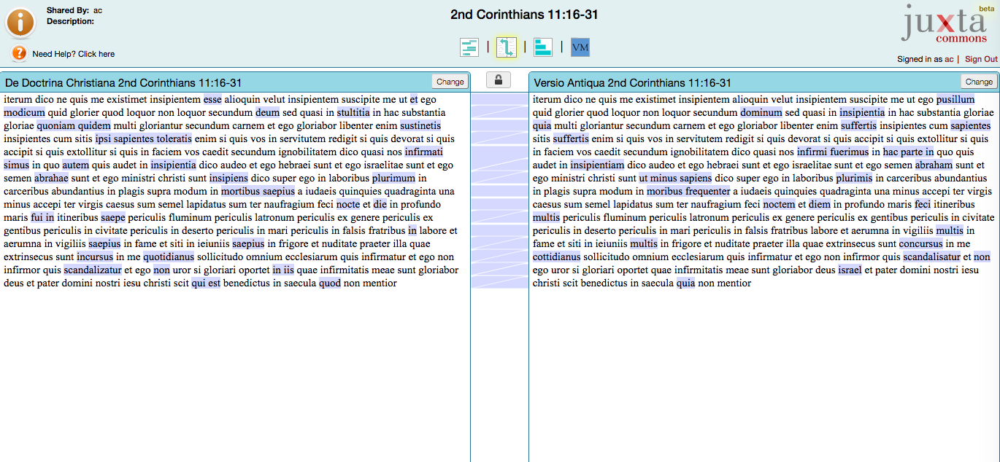 Shared By: ac
Description:
Need Help? Click here
2nd Corinthians 11:16-31
VM
beta
juxta
commons
Signed in as ac | Sign Out
De Doctrina Christiana 2nd Corinthians 11:16-31
Change
iterum dico ne quis me existimet insipientem esse alioquin velut insipientem suscipite me ut et ego
modicum quid glorier quod loquor non loquor secundum deum sed quasi in stultitia in hac substantia
gloriae quoniam quidem multi gloriantur secundum carnem et ego gloriabor libenter enim sustinetis
insipientes cum sitis ipsi sapientes toleratis enim si quis vos in servitutem redigit si quis devorat si quis
accipit si quis extollitur si quis in faciem vos caedit secundum ignobilitatem dico quasi nos infirmati
simus in quo autem quis audet in insipientia dico audeo et ego hebraei sunt et ego israelitae sunt et ego
semen abrahae sunt et ego ministri christi sunt insipiens dico super ego in laboribus plurimum in
carceribus abundantius in plagis supra modum in mortibus saepius a iudaeis quinquies quadraginta una
minus accepi ter virgis caesus sum semel lapidatus sum ter naufragium feci nocte et die in profundo
maris fui in itineribus saepe periculis fluminum periculis latronum periculis ex genere periculis ex
gentibus periculis in civitate periculis in deserto periculis in mari periculis in falsis fratribus in labore et
aerumna in vigiliis saepius in fame et siti in ieiuniis saepius in frigore et nuditate praeter illa quae
extrinsecus sunt incursus in me quotidianus sollicitudo omnium ecclesiarum quis infirmatur et ego non
infirmor quis scandalizatur et ego non uror si gloriari oportet in iis quae infirmitatis meae sunt gloriabor
deus et pater domini nostri iesu christi scit qui est benedictus in saecula quod non mentior
Versio Antiqua 2nd Corinthians 11:16-31
Change
iterum dico ne quis me existimet insipientem alioquin velut insipientem suscipite me ut ego pusillum
quid glorier quod loquor non loquor secundum dominum sed quasi in insipientia in hac substantia gloriae
quia multi gloriantur secundum carnem et ego gloriabor libenter enim suffertis insipientes cum sapientes
sitis suffertis enim si quis vos in servitutem redigit si quis devorat si quis accipit si quis extollitur si quis
in faciem vos caedit secundum ignobilitatem dico quasi nos infirmi fuerimus in hac parte in quo quis
audet in insipientiam dico audeo et ego hebraei sunt et ego israelitae sunt et ego semen abraham sunt et
ego ministri christi sunt ut minus sapiens dico super ego in laboribus plurimis in carceribus abundantius
in plagis supra modum in moribus frequenter a iudaeis quinquies quadraginta una minus accepi ter virgis
caesus sum semel lapidatus sum ter naufragium feci noctem et diem in profundo maris feci itineribus
multis periculis fluminum periculis latronum periculis ex genere periculis ex gentibus periculis in civitate
periculis in deserto periculis in mari periculis in falsis fratribus labore et aerumna in vigiliis multis in
fame et siti in ieiuniis multis in frigore et nuditate praeter illa quae extrinsecus sunt concursus in me
cottidianus sollicitudo omnium ecclesiarum quis infirmatur et ego non infirmor quis scandalisatur et non
ego uror si gloriari oportet quae infirmitatis meae sunt gloriabor deus israel et pater domini nostri iesu
christi scit benedictus in saecula quia non mentior